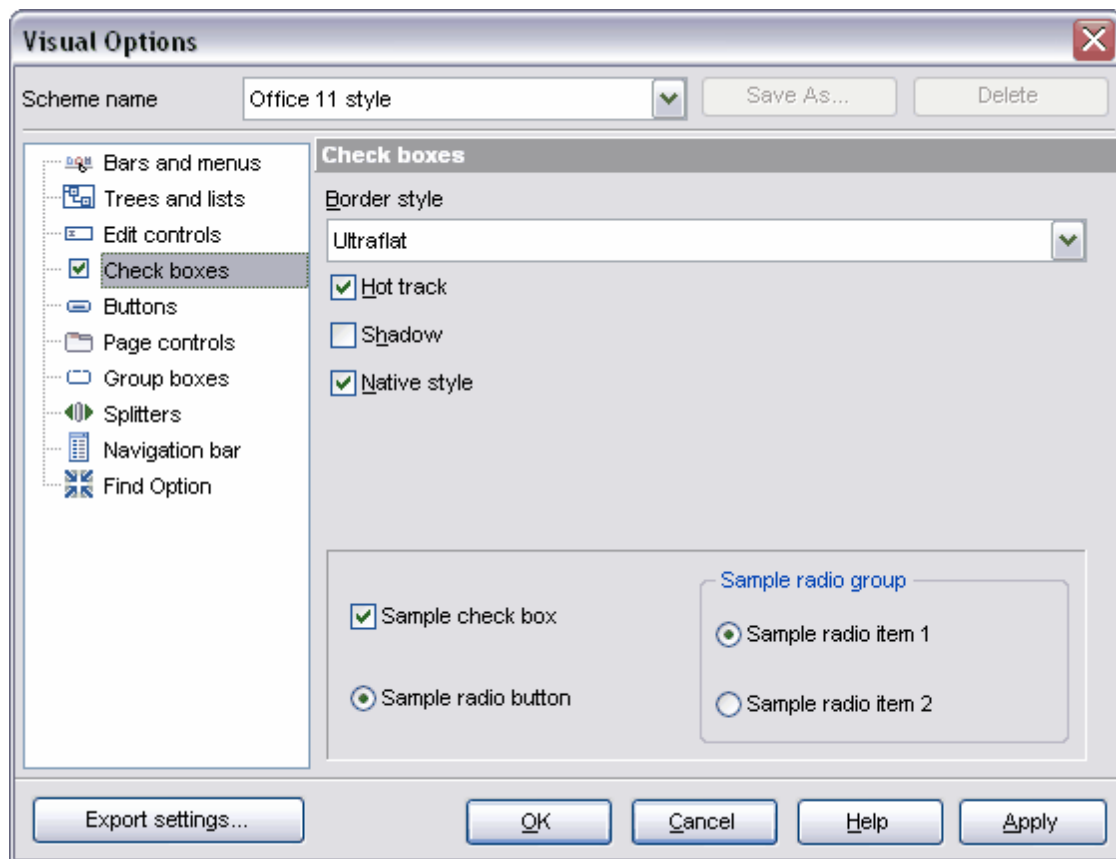 Visual Options
Scheme name
Office 11 style
Save As...
Delete
Bars and menus
Trees and lists
Edit controls
Check boxes
Buttons
Page controls
Group boxes
Splitters
Navigation bar
Find Option
Check boxes
Border style
Ultraflat
Hot track
Shadow
Native style
Sample check box
Sample radio button
Sample radio group
Sample radio item 1
Sample radio item 2
Export settings...
OK
Cancel
Help
Apply